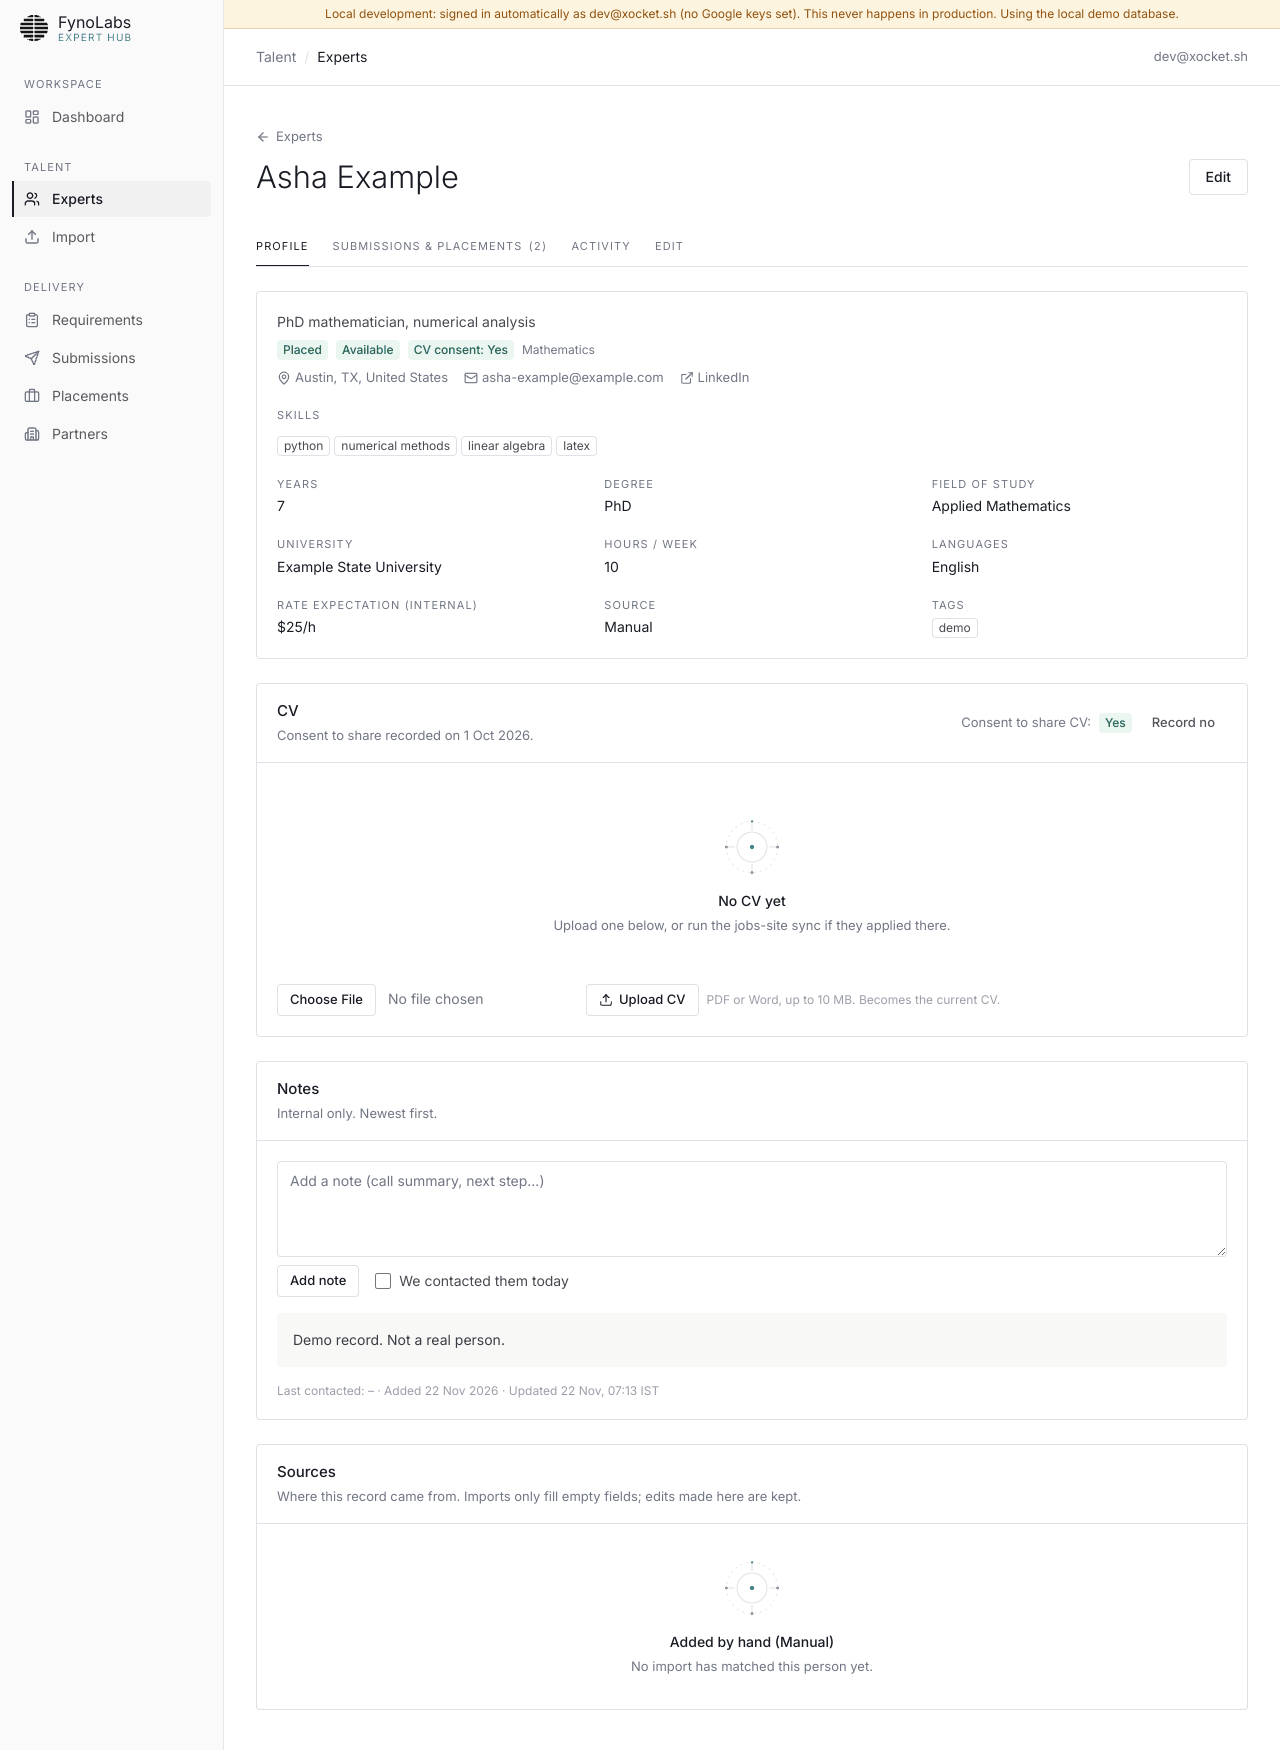 FynoLabs
EXPERT HUB
WORKSPACE
Dashboard
TALENT
Experts
Import
DELIVERY
Requirements
Submissions
Placements
Partners
Local development: signed in automatically as dev@xocket.sh (no Google keys set). This never happens in production. Using the local demo database.
Talent / Experts
dev@xocket.sh
← Experts
Asha Example
Edit
PROFILE SUBMISSIONS & PLACEMENTS (2) ACTIVITY EDIT
PhD mathematician, numerical analysis
Placed Available CV consent: Yes Mathematics
Austin, TX, United States asha-example@example.com LinkedIn
SKILLS
python numerical methods linear algebra latex
YEARS DEGREE FIELD OF STUDY
7 PhD Applied Mathematics
UNIVERSITY HOURS / WEEK LANGUAGES
Example State University 10 English
RATE EXPECTATION (INTERNAL) SOURCE TAGS
$25/h Manual demo
CV
Consent to share recorded on 1 Oct 2026.
Consent to share CV: Yes Record no
No CV yet
Upload one below, or run the jobs-site sync if they applied there.
Choose File No file chosen Upload CV PDF or Word, up to 10 MB. Becomes the current CV.
Notes
Internal only. Newest first.
Add a note (call summary, next step...)
Add note We contacted them today
Demo record. Not a real person.
Last contacted: – · Added 22 Nov 2026 · Updated 22 Nov, 07:13 IST
Sources
Where this record came from. Imports only fill empty fields; edits made here are kept.
Added by hand (Manual)
No import has matched this person yet.